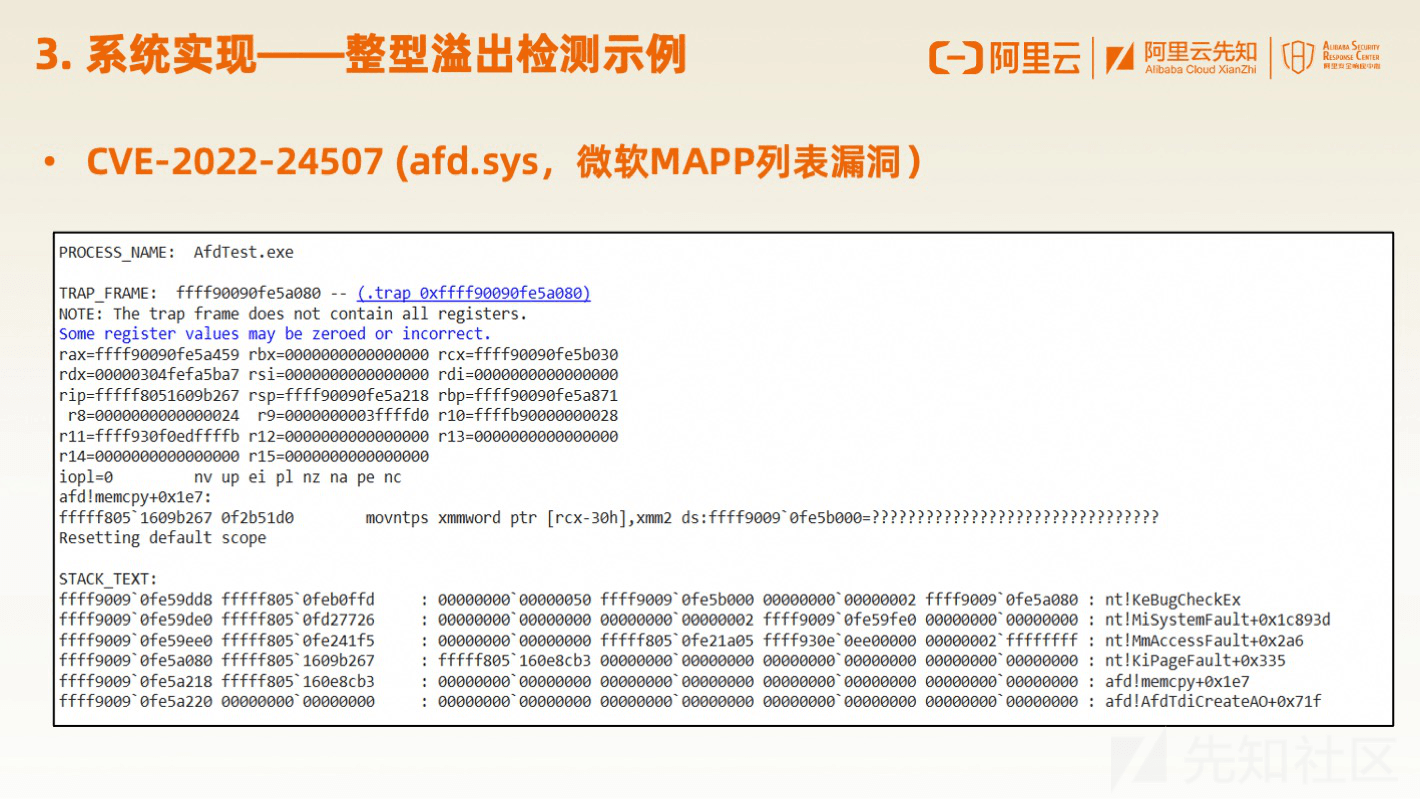 3. 系统实现——整型溢出检测示例
阿里云
阿里云先知
Alibaba Cloud XianZhi
ALIBABA SECURITY
RESPONSE CENTER
阿里安全响应中心
• CVE-2022-24507 (afd.sys，微软MAPP列表漏洞)
PROCESS_NAME:  AfdTest.exe
TRAP_FRAME:  ffff90090fe5a080 -- (.trap 0xffff90090fe5a080)
NOTE: The trap frame does not contain all registers.
Some register values may be zeroed or incorrect.
rax=ffff90090fe5a459 rbx=0000000000000000 rcx=ffff90090fe5b030
rdx=00000304fefa5ba7 rsi=0000000000000000 rdi=0000000000000000
rip=fffff8051609b267 rsp=ffff90090fe5a218 rbp=ffff90090fe5a871
r8=0000000000000024  r9=0000000003ffffd0 r10=ffffb90000000028
r11=ffff930f0edffffb r12=0000000000000000 r13=0000000000000000
r14=0000000000000000 r15=0000000000000000
iopl=0         nv up ei pl nz na pe nc
afd!memcpy+0x1e7:
fffff805`1609b267 0f2b51d0        movntps xmmword ptr [rcx-30h],xmm2 ds:ffff9009`0fe5b000=????????????????????????????????
Resetting default scope
STACK_TEXT:
ffff9009`0fe59dd8 fffff805`0feb0ffd     : 00000000`00000050 ffff9009`0fe5b000 00000000`00000002 ffff9009`0fe5a080 : nt!KeBugCheckEx
ffff9009`0fe59de0 fffff805`0fd27726     : 00000000`00000000 00000000`00000002 ffff9009`0fe59fe0 00000000`00000000 : nt!MiSystemFault+0x1c893d
ffff9009`0fe59ee0 fffff805`0fe241f5     : 00000000`00000000 fffff805`0fe21a05 ffff930e`0ee00000 00000002`ffffffff : nt!MmAccessFault+0x2a6
ffff9009`0fe5a080 fffff805`1609b267     : fffff805`160e8cb3 00000000`00000000 00000000`00000000 00000000`00000000 : nt!KiPageFault+0x335
ffff9009`0fe5a218 fffff805`160e8cb3     : 00000000`00000000 00000000`00000000 00000000`00000000 00000000`00000000 : afd!memcpy+0x1e7
ffff9009`0fe5a220 00000000`00000000     : 00000000`00000000 00000000`00000000 00000000`00000000 00000000`00000000 : afd!AfdTdiCreateAO+0x71f
先知社区